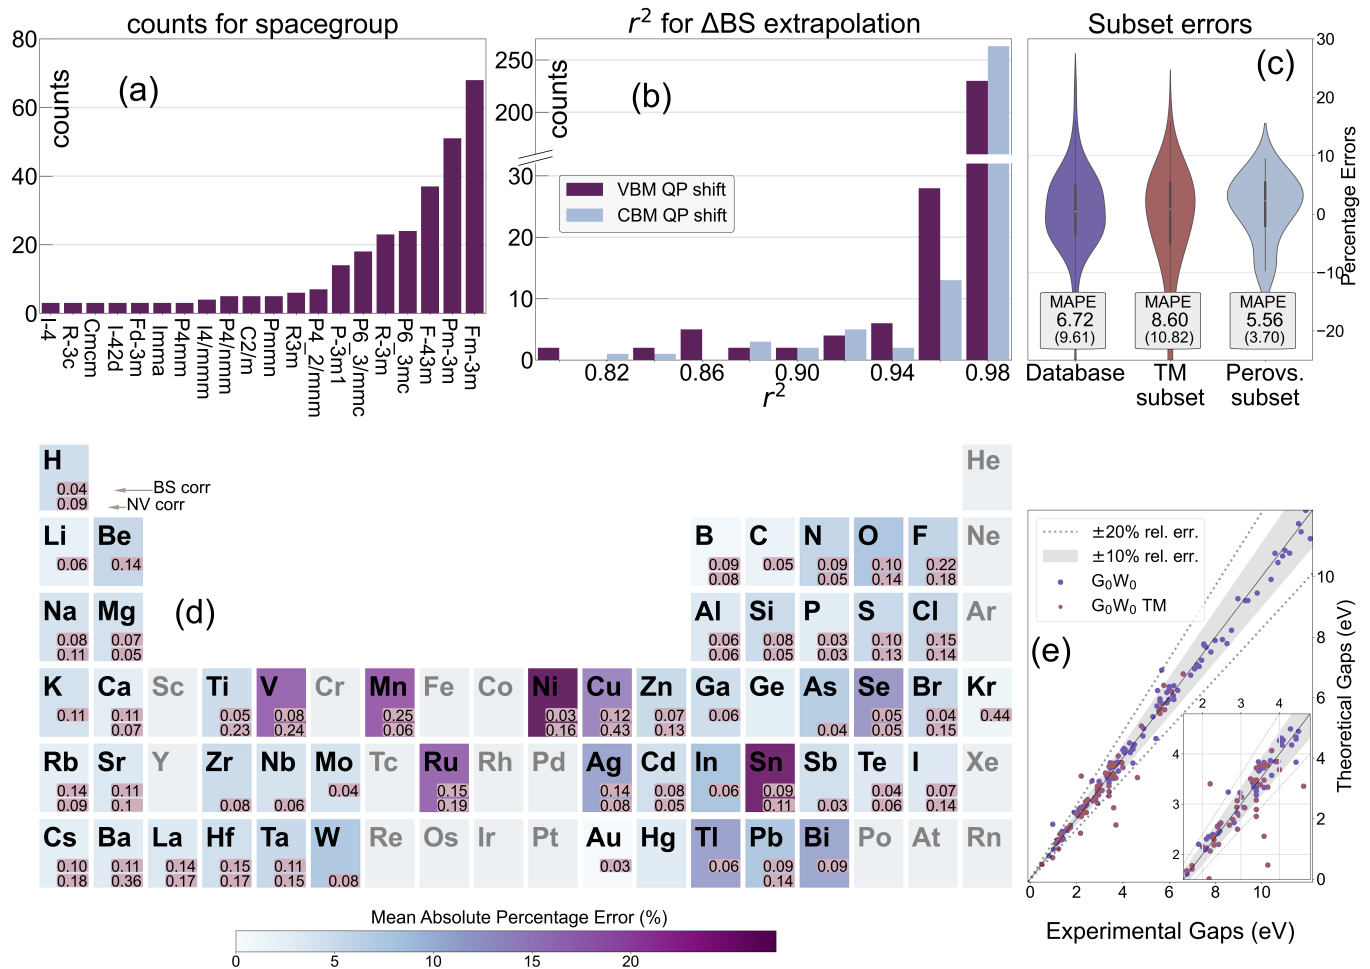 counts for spacegroup
80
60
40
20
0
counts
(a)
I-4
R-3c
Cmcm
I-42d
Fd-3m
Imma
P4mm
I4/mmm
P4/nmm
C2/m
Pmmn
R3m
P4_2/mnm
P-3m1
P6_3/mmc
R-3m
P6_3mc
F-43m
Pm-3m
Fm-3m
r² for ΔBS extrapolation
250
200
30
20
10
0
counts
(b)
VBM QP shift
CBM QP shift
0.82 0.86 0.90 0.94 0.98
r²
Subset errors
(c)
30
20
10
0
−10
−20
Percentage Errors
MAPE
6.72
(9.61)
MAPE
8.60
(10.82)
MAPE
5.56
(3.70)
Database
TM
subset
Perovs.
subset
(d)
H
0.04
0.09
BS corr
NV corr
He
Li
0.06
Be
0.14
B
0.09
0.08
C
0.05
N
0.09
0.05
O
0.10
0.14
F
0.22
0.18
Ne
Na
0.08
0.11
Mg
0.07
0.05
Al
0.06
0.06
Si
0.08
0.05
P
0.03
0.03
S
0.10
0.13
Cl
0.15
0.14
Ar
K
0.11
Ca
0.11
0.07
Sc
Ti
0.05
0.23
V
0.08
0.24
Cr
Mn
0.25
0.06
Fe
Co
Ni
0.03
0.16
Cu
0.12
0.43
Zn
0.07
0.13
Ga
0.06
Ge
As
0.04
Se
0.05
0.05
Br
0.04
0.15
Kr
0.44
Rb
0.14
0.09
Sr
0.11
0.1
Y
Zr
0.08
Nb
0.06
Mo
0.04
Tc
Ru
0.15
0.19
Rh
Pd
Ag
0.14
0.08
Cd
0.08
0.05
In
0.06
Sn
0.09
0.11
Sb
0.03
Te
0.04
0.06
I
0.07
0.14
Xe
Cs
0.10
0.18
Ba
0.11
0.36
La
0.14
0.17
Hf
0.15
0.17
Ta
0.11
0.15
W
0.08
Re
Os
Ir
Pt
Au
0.03
Hg
Tl
0.06
Pb
0.09
0.14
Bi
0.09
Po
At
Rn
Mean Absolute Percentage Error (%)
0 5 10 15 20
±20% rel. err.
±10% rel. err.
G₀W₀
G₀W₀ TM
(e)
10
8
6
4
2
0
Theoretical Gaps (eV)
2 3 4
4
3
2
0 2 4 6 8 10
Experimental Gaps (eV)